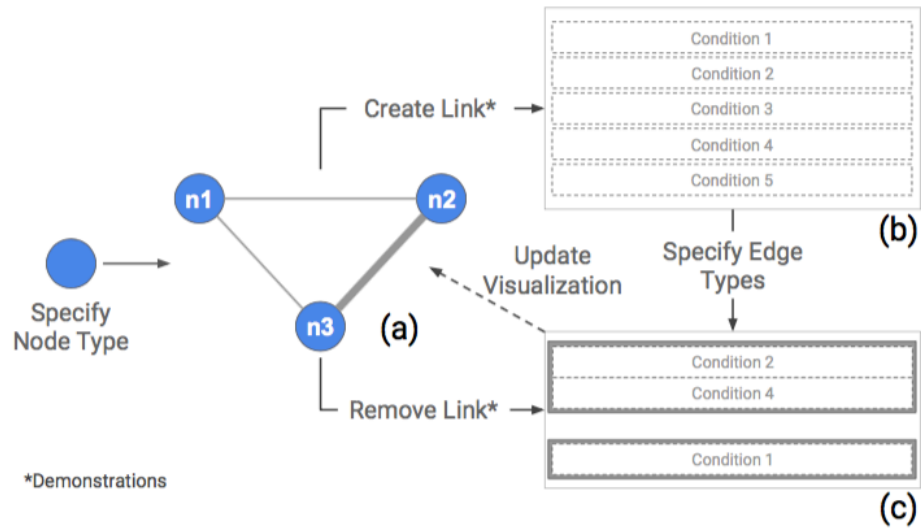 Condition 1
Condition 2
Condition 3
Condition 4
Condition 5
(b)
Create Link*
n1
n2
n3
(a)
Specify
Node Type
Update
Visualization
Specify Edge
Types
Condition 2
Condition 4
Condition 1
(c)
Remove Link*
*Demonstrations